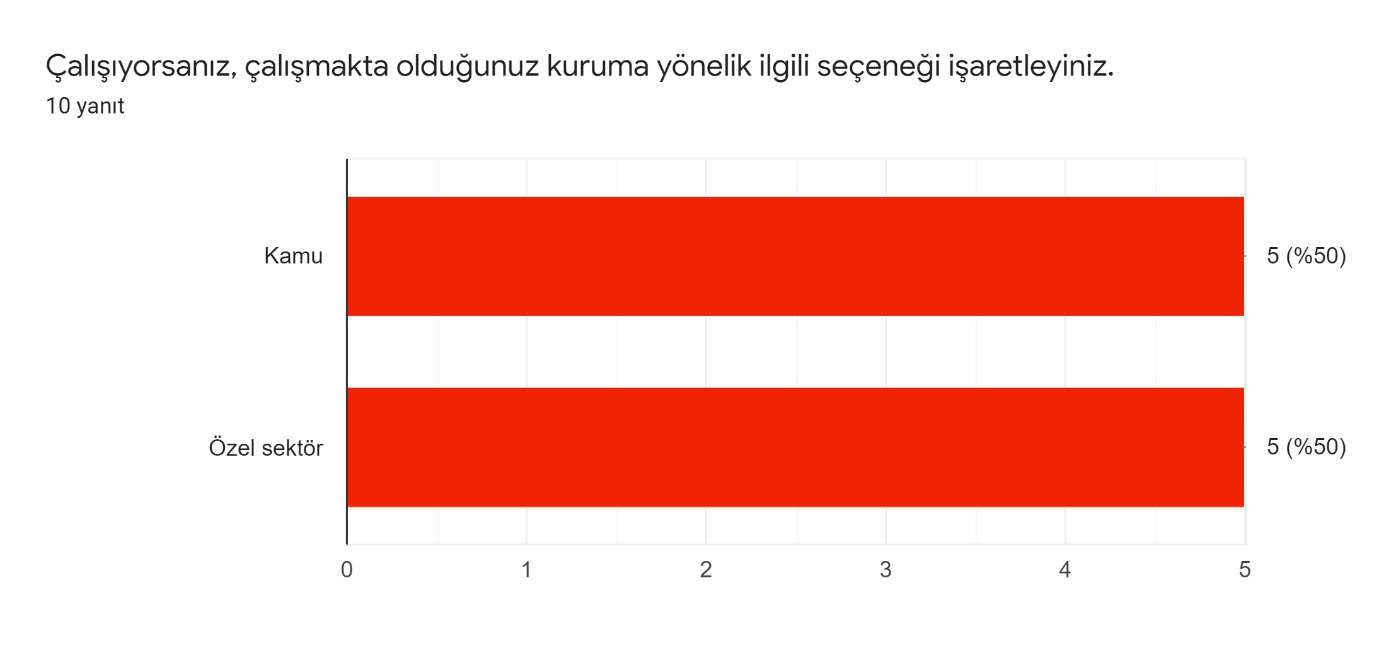 Çalışıyorsanız, çalışmakta olduğunuz kuruma yönelik ilgili seçeneği işaretleyiniz.
10 yanıt
Kamu
5 (%50)
Özel sektör
5 (%50)
0 1 2 3 4 5